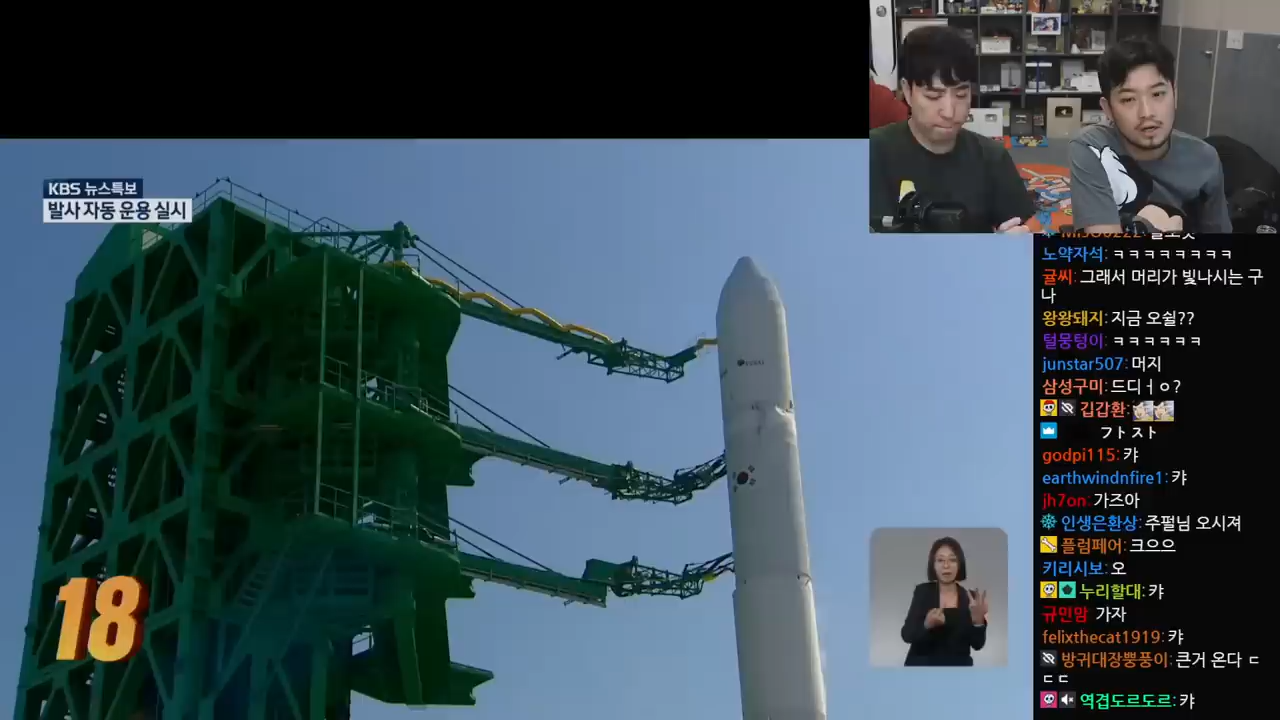 KBS 뉴스특보
발사 자동 운용 실시
18
노약자석: ㅋㅋㅋㅋㅋㅋㅋㅋ
귤씨: 그래서 머리가 빛나시는 구
나
왕왕돼지: 지금 오쉴??
털뭉텅이: ㅋㅋㅋㅋㅋㅋ
junstar507: 머지
삼성구미: 드디ㅓㅇ?
김갑환:
가 자
godpi115: 캬
earthwindnfire1: 캬
jh7on: 가즈아
인생은환상: 주펄님 오시져
플럼페어: 크으으
키리시보: 오
누리할대: 캬
규민맘 가자
felixthecat1919: 캬
방귀대장뿡풍이: 큰거 온다 ㄷ
ㄷㄷ
역겹도르도르: 캬